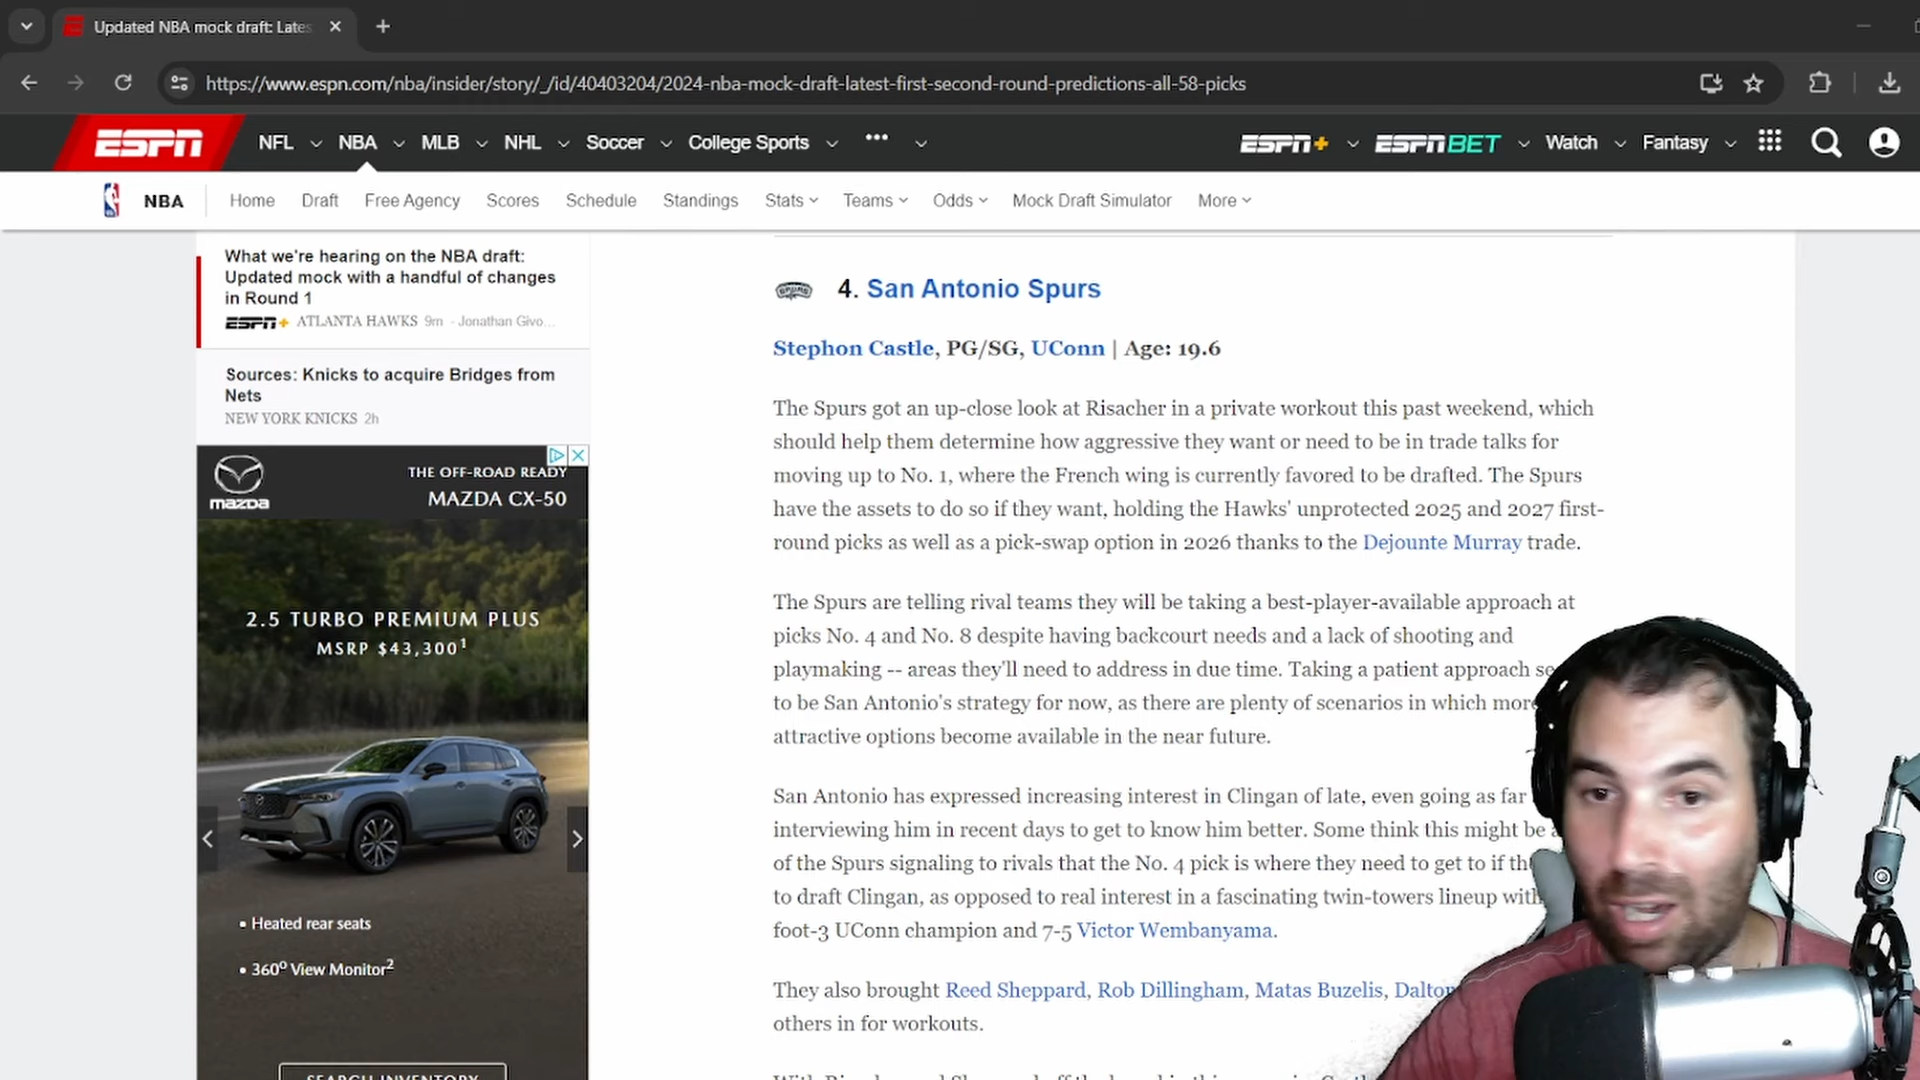 Updated NBA mock draft: Lates
https://www.espn.com/nba/insider/story/_/id/40403204/2024-nba-mock-draft-latest-first-second-round-predictions-all-58-picks
ESPN NFL NBA MLB NHL Soccer College Sports ••• ESPN+ ESPN BET Watch Fantasy
NBA Home Draft Free Agency Scores Schedule Standings Stats Teams Odds Mock Draft Simulator More
What we're hearing on the NBA draft:
Updated mock with a handful of changes
in Round 1
ESPN+ ATLANTA HAWKS 9m - Jonathan Givo...
Sources: Knicks to acquire Bridges from
Nets
NEW YORK KNICKS 2h
mazda
THE OFF-ROAD READY
MAZDA CX-50
2.5 TURBO PREMIUM PLUS
MSRP $43,300¹
• Heated rear seats
• 360⁰ View Monitor²
SEARCH INVENTORY
SPURS 4. San Antonio Spurs
Stephon Castle, PG/SG, UConn | Age: 19.6
The Spurs got an up-close look at Risacher in a private workout this past weekend, which
should help them determine how aggressive they want or need to be in trade talks for
moving up to No. 1, where the French wing is currently favored to be drafted. The Spurs
have the assets to do so if they want, holding the Hawks' unprotected 2025 and 2027 first-
round picks as well as a pick-swap option in 2026 thanks to the Dejounte Murray trade.
The Spurs are telling rival teams they will be taking a best-player-available approach at
picks No. 4 and No. 8 despite having backcourt needs and a lack of shooting and
playmaking -- areas they'll need to address in due time. Taking a patient approach se
to be San Antonio's strategy for now, as there are plenty of scenarios in which more
attractive options become available in the near future.
San Antonio has expressed increasing interest in Clingan of late, even going as far
interviewing him in recent days to get to know him better. Some think this might be a
of the Spurs signaling to rivals that the No. 4 pick is where they need to get to if th
to draft Clingan, as opposed to real interest in a fascinating twin-towers lineup with
foot-3 UConn champion and 7-5 Victor Wembanyama.
They also brought Reed Sheppard, Rob Dillingham, Matas Buzelis, Dalton
others in for workouts.